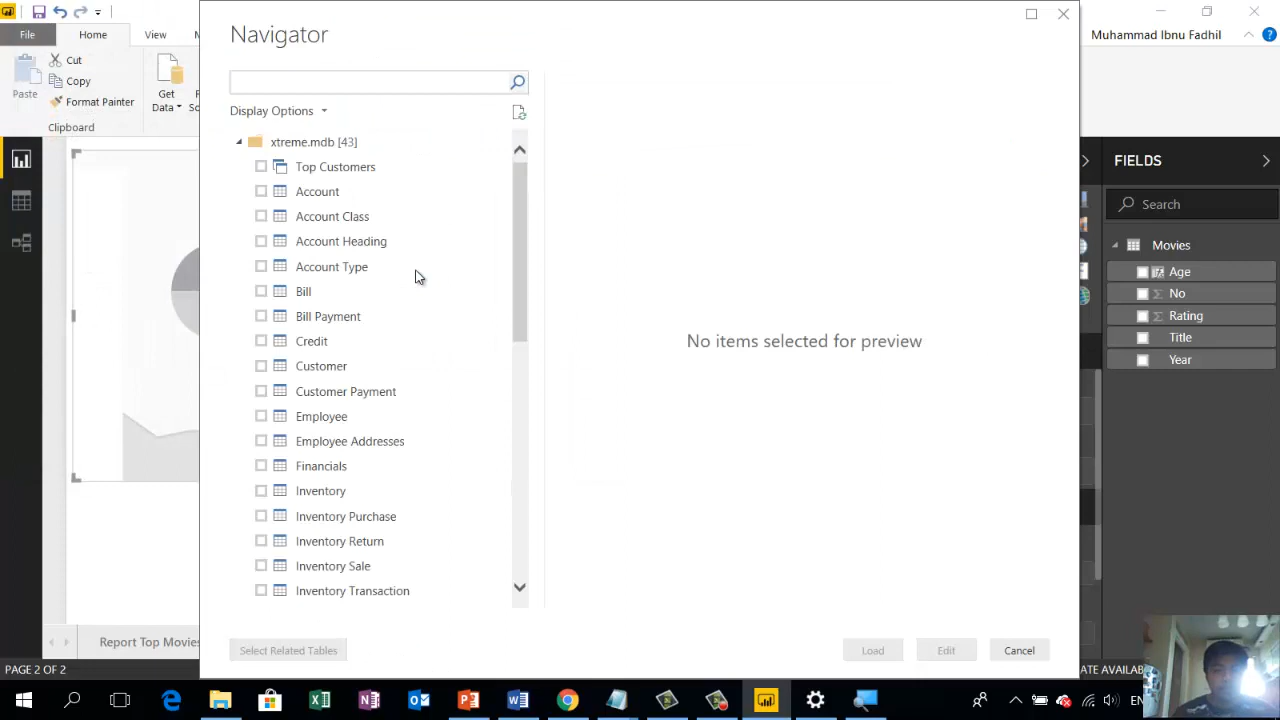 Navigator
File
Home
View
Muhammad Ibnu Fadhil
Cut
Copy
Format Painter
Paste
Get
Data
Clipboard
Display Options
xtreme.mdb [43]
Top Customers
Account
Account Class
Account Heading
Account Type
Bill
Bill Payment
Credit
Customer
Customer Payment
Employee
Employee Addresses
Financials
Inventory
Inventory Purchase
Inventory Return
Inventory Sale
Inventory Transaction
No items selected for preview
FIELDS
Search
Movies
Age
No
Rating
Title
Year
Select Related Tables
Load
Edit
Cancel
Report Top Movies
PAGE 2 OF 2